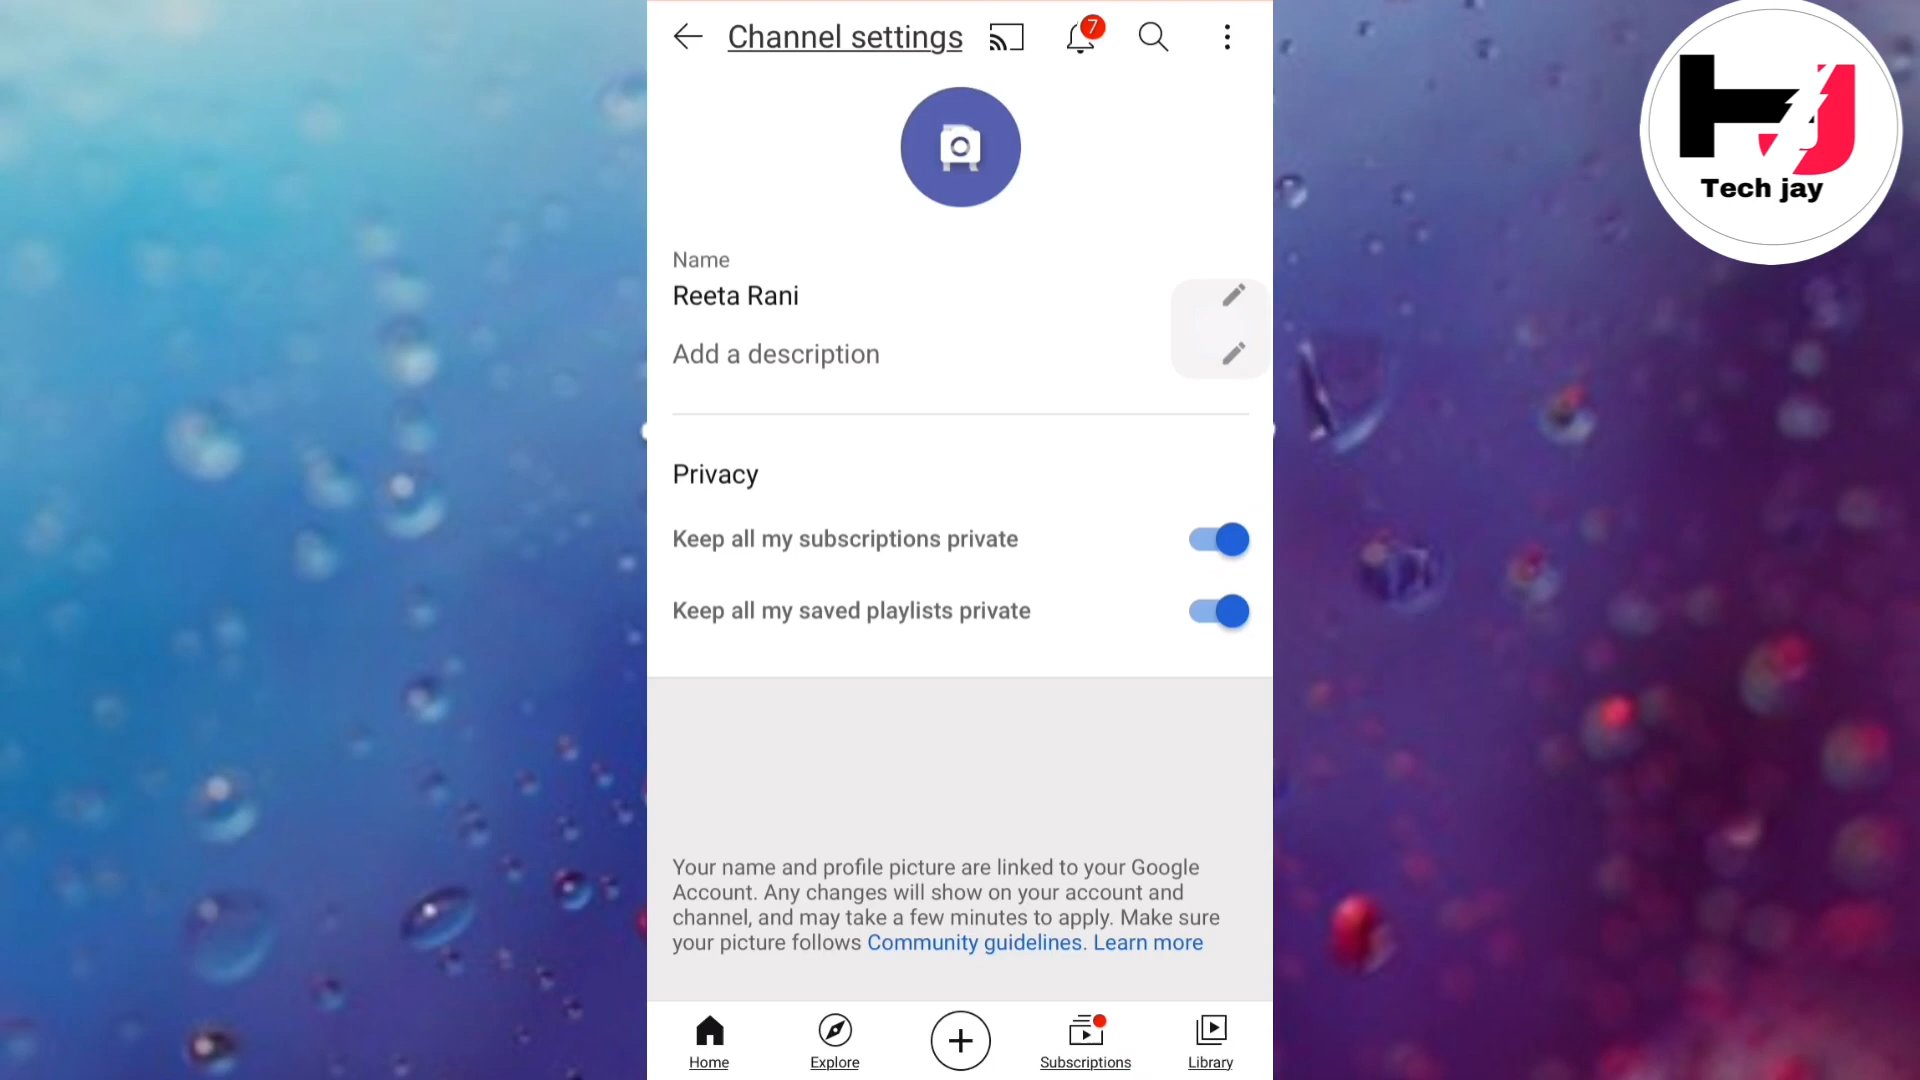 Channel settings
7
HJ
Tech jay
Name
Reeta Rani
Add a description
Privacy
Keep all my subscriptions private
Keep all my saved playlists private
Your name and profile picture are linked to your Google
Account. Any changes will show on your account and
channel, and may take a few minutes to apply. Make sure
your picture follows Community guidelines. Learn more
Home
Explore
Subscriptions
Library